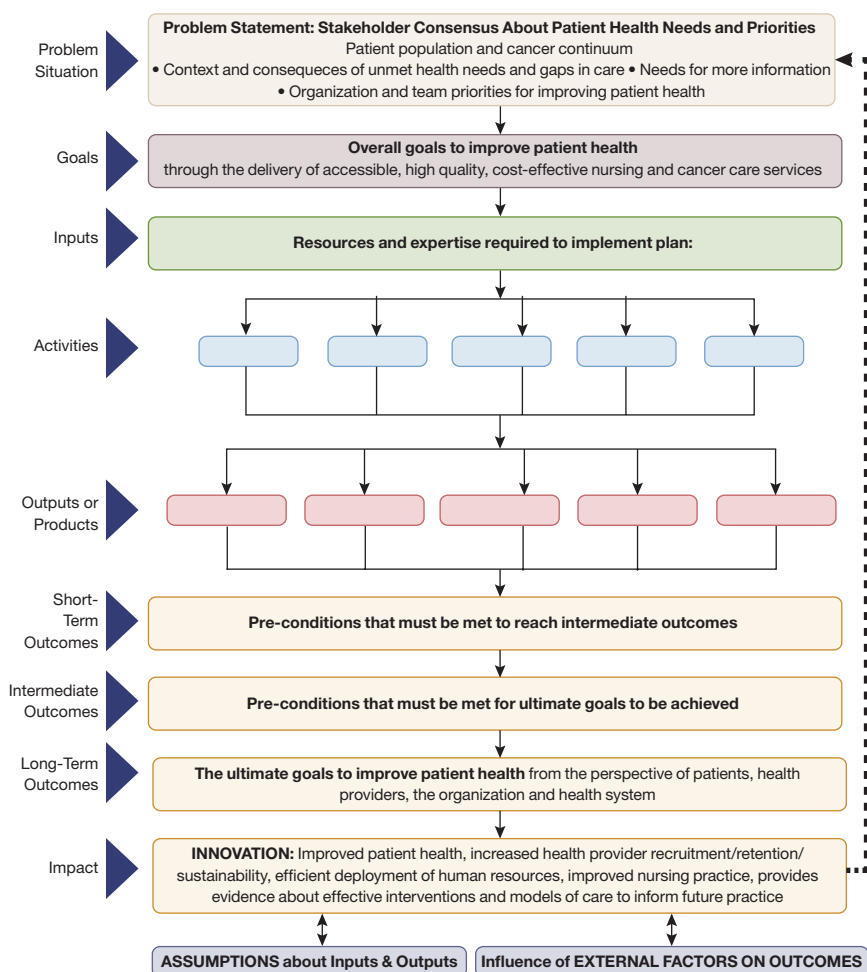 Problem
Situation
Problem Statement: Stakeholder Consensus About Patient Health Needs and Priorities
Patient population and cancer continuum
• Context and consequeces of unmet health needs and gaps in care • Needs for more information
• Organization and team priorities for improving patient health
Goals
Overall goals to improve patient health
through the delivery of accessible, high quality, cost-effective nursing and cancer care services
Inputs
Resources and expertise required to implement plan:
Activities
Outputs or
Products
Short-
Term
Outcomes
Pre-conditions that must be met to reach intermediate outcomes
Intermediate
Outcomes
Pre-conditions that must be met for ultimate goals to be achieved
Long-Term
Outcomes
The ultimate goals to improve patient health from the perspective of patients, health
providers, the organization and health system
Impact
INNOVATION: Improved patient health, increased health provider recruitment/retention/
sustainability, efficient deployment of human resources, improved nursing practice, provides
evidence about effective interventions and models of care to inform future practice
ASSUMPTIONS about Inputs & Outputs
Influence of EXTERNAL FACTORS ON OUTCOMES